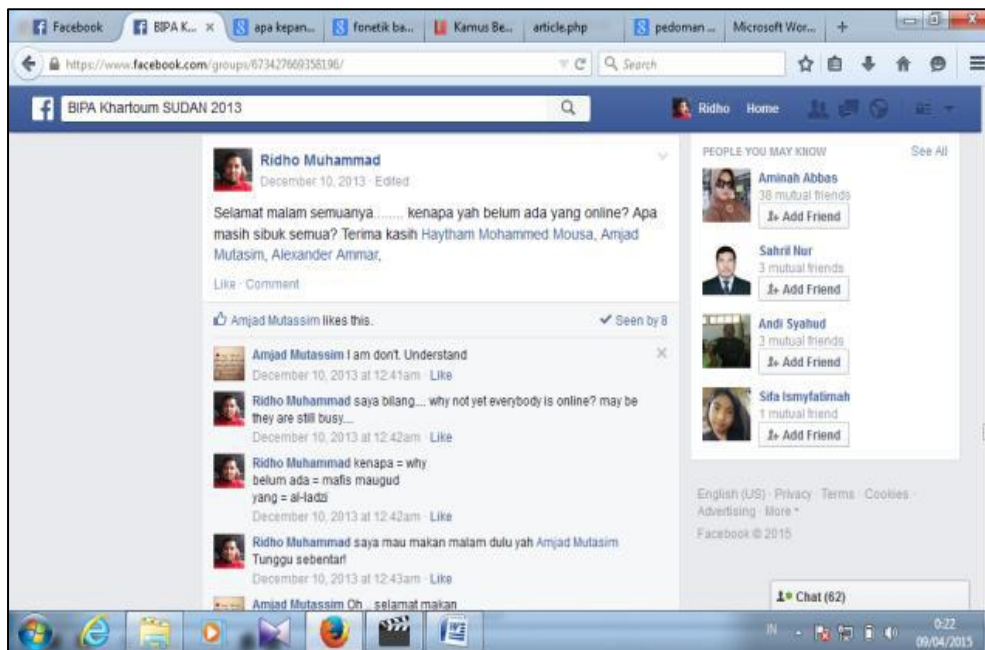 Facebook
BIPA K... ×
apa kepan...
fonetik ba...
Kamus Be...
article.php
pedoman ...
Microsoft Wor...
+
https://www.facebook.com/groups/673427669358196/
Search
BIPA Khartoum SUDAN 2013
Ridho Home
Ridho Muhammad
December 10, 2013 · Edited
Selamat malam semuanya........ kenapa yah belum ada yang online? Apa
masih sibuk semua? Terima kasih Haytham Mohammed Mousa, Amjad
Mutasim, Alexander Ammar,
Like · Comment
Amjad Mutassim likes this.
✓ Seen by 8
Amjad Mutassim I am don't. Understand
December 10, 2013 at 12:41am · Like
Ridho Muhammad saya bilang.... why not yet everybody is online? may be
they are still busy...
December 10, 2013 at 12:42am · Like
Ridho Muhammad kenapa = why
belum ada = mafis maugud
yang = al-ladzi
December 10, 2013 at 12:42am · Like
Ridho Muhammad saya mau makan malam dulu yah Amjad Mutasim
Tunggu sebentar!
December 10, 2013 at 12:43am · Like
Amjad Mutassim Oh .. selamat makan
PEOPLE YOU MAY KNOW
See All
Aminah Abbas
38 mutual friends
Add Friend
Sahril Nur
3 mutual friends
Add Friend
Andi Syahud
3 mutual friends
Add Friend
Sifa Ismyfatimah
1 mutual friend
Add Friend
English (US) · Privacy · Terms · Cookies ·
Advertising · More
Facebook © 2015
Chat (62)
IN
0:22
09/04/2015